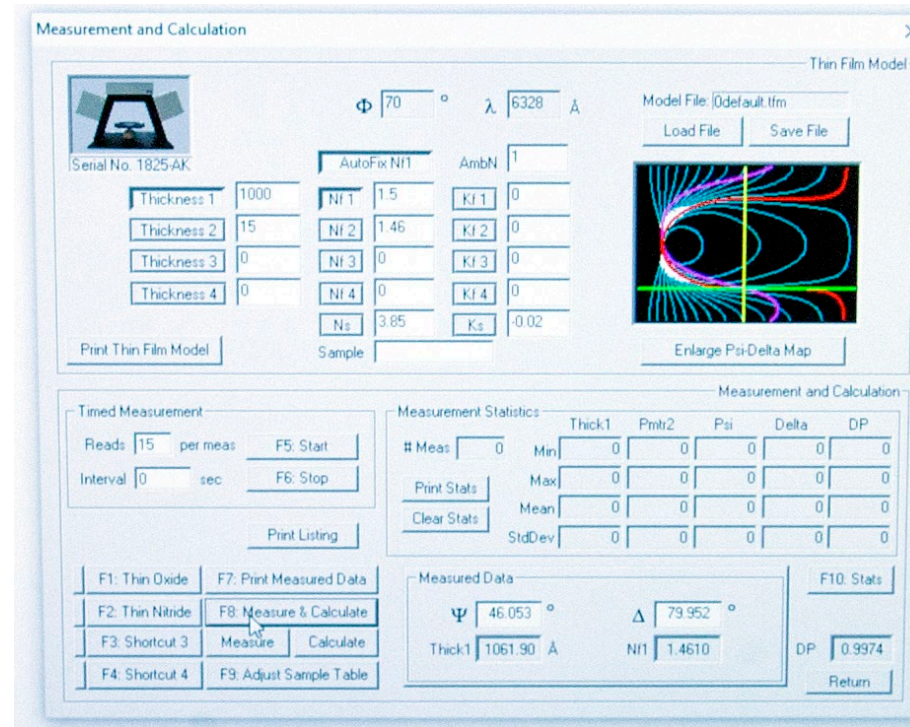 Measurement and Calculation
Thin Film Model
Φ 70 ° λ 6328 Å
Model File: 0default.tfm
Load File Save File
Serial No. 1825-AK
AutoFix Nf1 AmbN 1
Thickness 1 1000 Nf 1 1.5 Kf 1 0
Thickness 2 15 Nf 2 1.46 Kf 2 0
Thickness 3 0 Nf 3 0 Kf 3 0
Thickness 4 0 Nf 4 0 Kf 4 0
Ns 3.85 Ks -0.02
Print Thin Film Model Sample Enlarge Psi-Delta Map
Measurement and Calculation
Timed Measurement
Reads 15 per meas F5: Start
Interval 0 sec F6: Stop
Print Listing
Measurement Statistics
Thick1 Pmtr2 Psi Delta DP
# Meas 0 Min 0 0 0 0 0
Print Stats Max 0 0 0 0 0
Clear Stats Mean 0 0 0 0 0
StdDev 0 0 0 0 0
F1: Thin Oxide F7: Print Measured Data
F2: Thin Nitride F8: Measure & Calculate
F3: Shortcut 3 Measure Calculate
F4: Shortcut 4 F9: Adjust Sample Table
Measured Data
Ψ 46.053 ° Δ 79.952 °
Thick1 1061.90 Å Nf1 1.4610
F10: Stats
DP 0.9974
Return